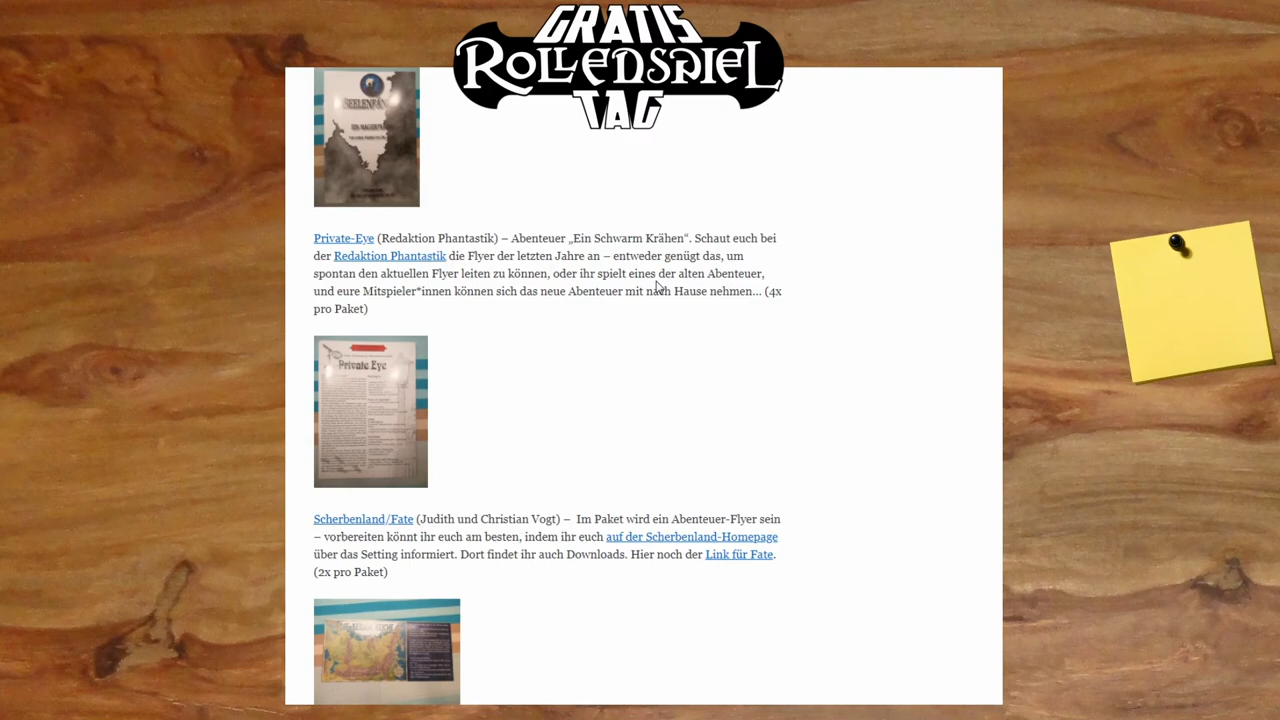 GRATIS
ROLLENSPIEL
TAG
SEELENFÄNGER
Private-Eye (Redaktion Phantastik) – Abenteuer „Ein Schwarm Krähen“. Schaut euch bei
der Redaktion Phantastik die Flyer der letzten Jahre an – entweder genügt das, um
spontan den aktuellen Flyer leiten zu können, oder ihr spielt eines der alten Abenteuer,
und eure Mitspieler*innen können sich das neue Abenteuer mit nach Hause nehmen… (4x
pro Paket)
Private Eye
Scherbenland/Fate (Judith und Christian Vogt) –  Im Paket wird ein Abenteuer-Flyer sein
– vorbereiten könnt ihr euch am besten, indem ihr euch auf der Scherbenland-Homepage
über das Setting informiert. Dort findet ihr auch Downloads. Hier noch der Link für Fate.
(2x pro Paket)